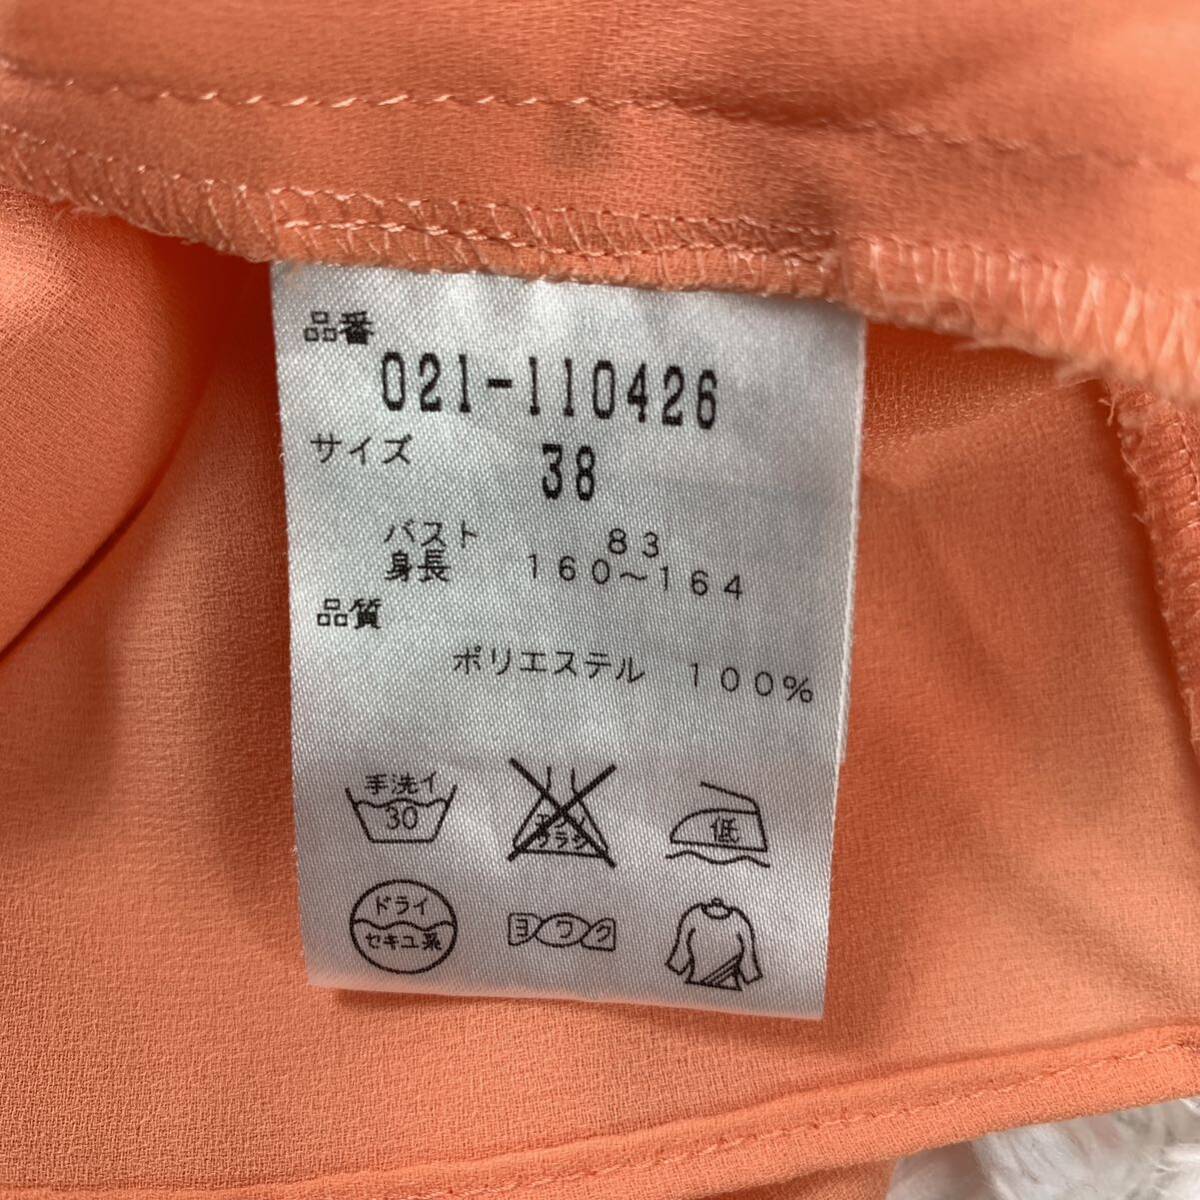 品番
021-110426
サイズ 38
バスト 83
身長 160～164
品質
ポリエステル 100%
手洗イ
30
エンソ
サラシ
低
ドライ
セキユ系
ヨワク